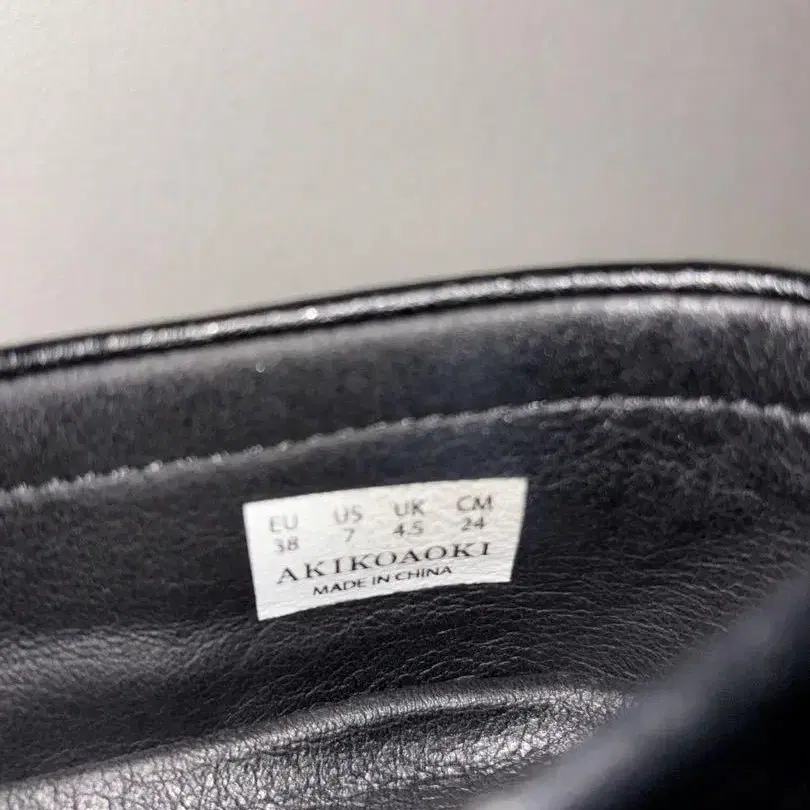 EU US UK CM
38 7 4.5 24
AKIKOAOKI
MADE IN CHINA